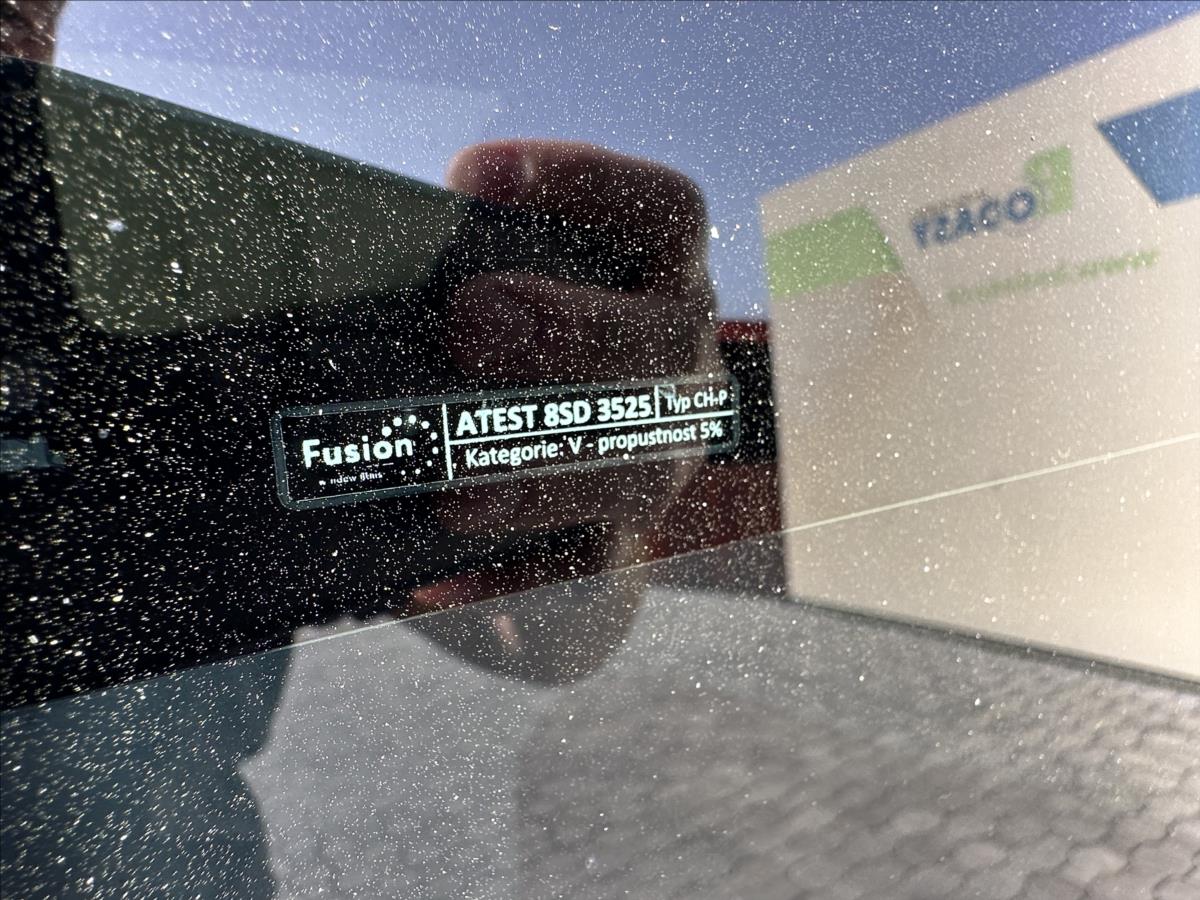 Fusion
ATEST 8SD 3525
Typ CH-P
Kategorie: V - propustnost 5%